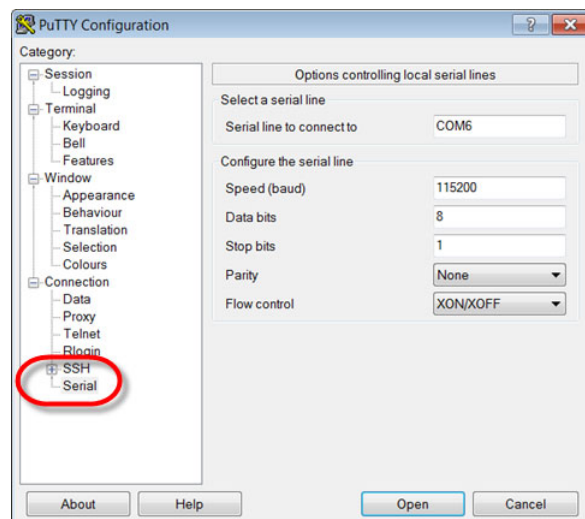 PuTTY Configuration
Category:
Session
Logging
Terminal
Keyboard
Bell
Features
Window
Appearance
Behaviour
Translation
Selection
Colours
Connection
Data
Proxy
Telnet
Rlogin
SSH
Serial
Options controlling local serial lines
Select a serial line
Serial line to connect to COM6
Configure the serial line
Speed (baud) 115200
Data bits 8
Stop bits 1
Parity None
Flow control XON/XOFF
About Help Open Cancel